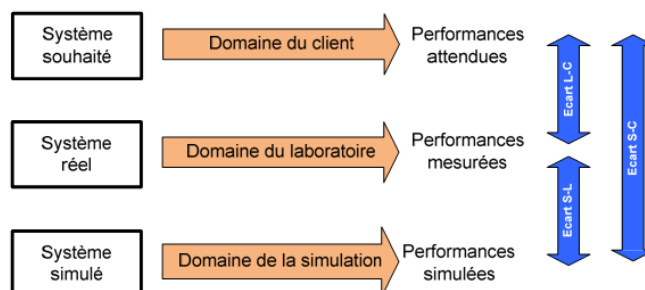 Système
souhaité
Domaine du client
Performances
attendues
Ecart L-C
Ecart S-C
Système
réel
Domaine du laboratoire
Performances
mesurées
Ecart S-L
Système
simulé
Domaine de la simulation
Performances
simulées